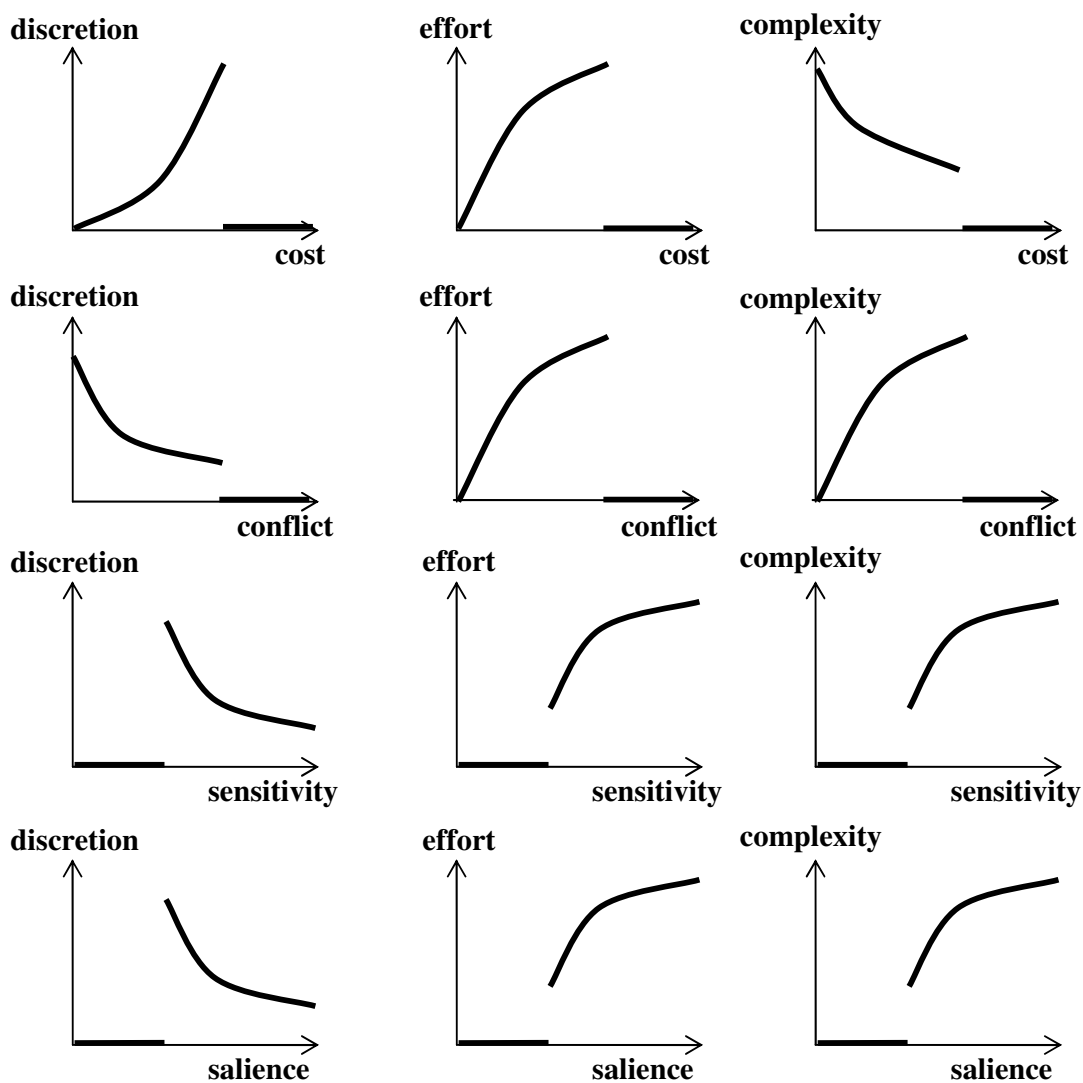 discretion effort complexity
cost cost cost
discretion effort complexity
conflict conflict conflict
discretion effort complexity
sensitivity sensitivity sensitivity
discretion effort complexity
salience salience salience